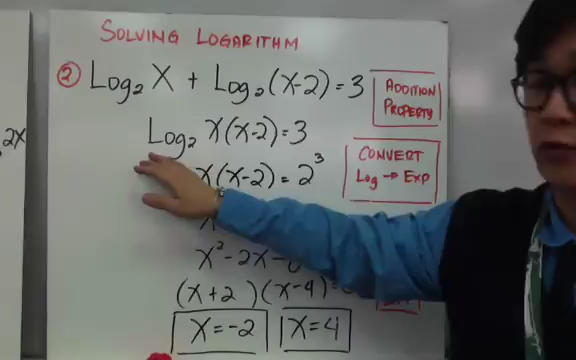 SOLVING LOGARITHM
② Log₂ X + Log₂ (X-2) = 3
ADDITION
PROPERTY
Log₂ X(X-2) = 3
CONVERT
Log → EXP
X(X-2) = 2³
X² - 2X - 
(X+2)(X-4) =
X = -2 X = 4
2X